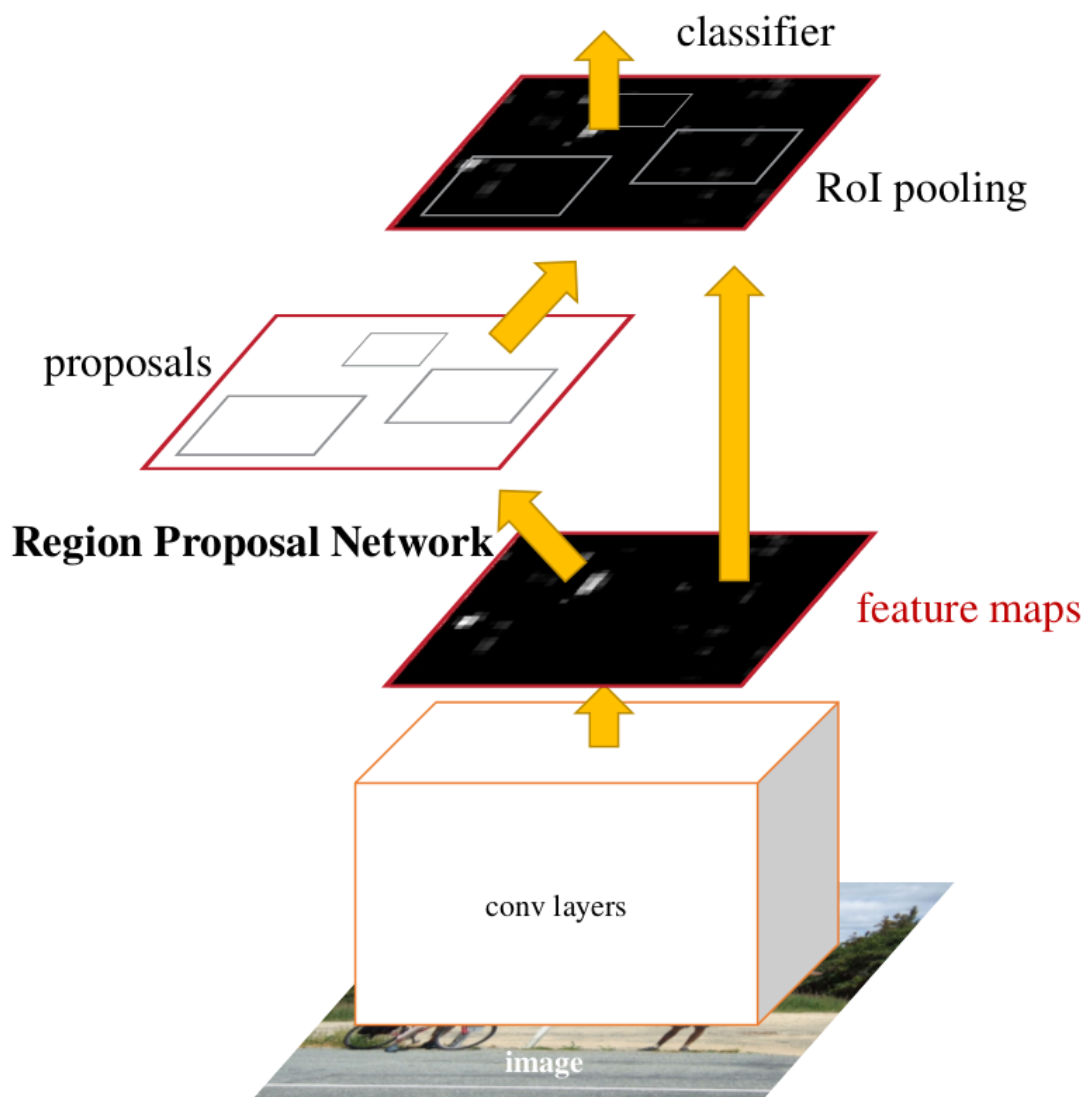 classifier
RoI pooling
proposals
Region Proposal Network
feature maps
conv layers
image